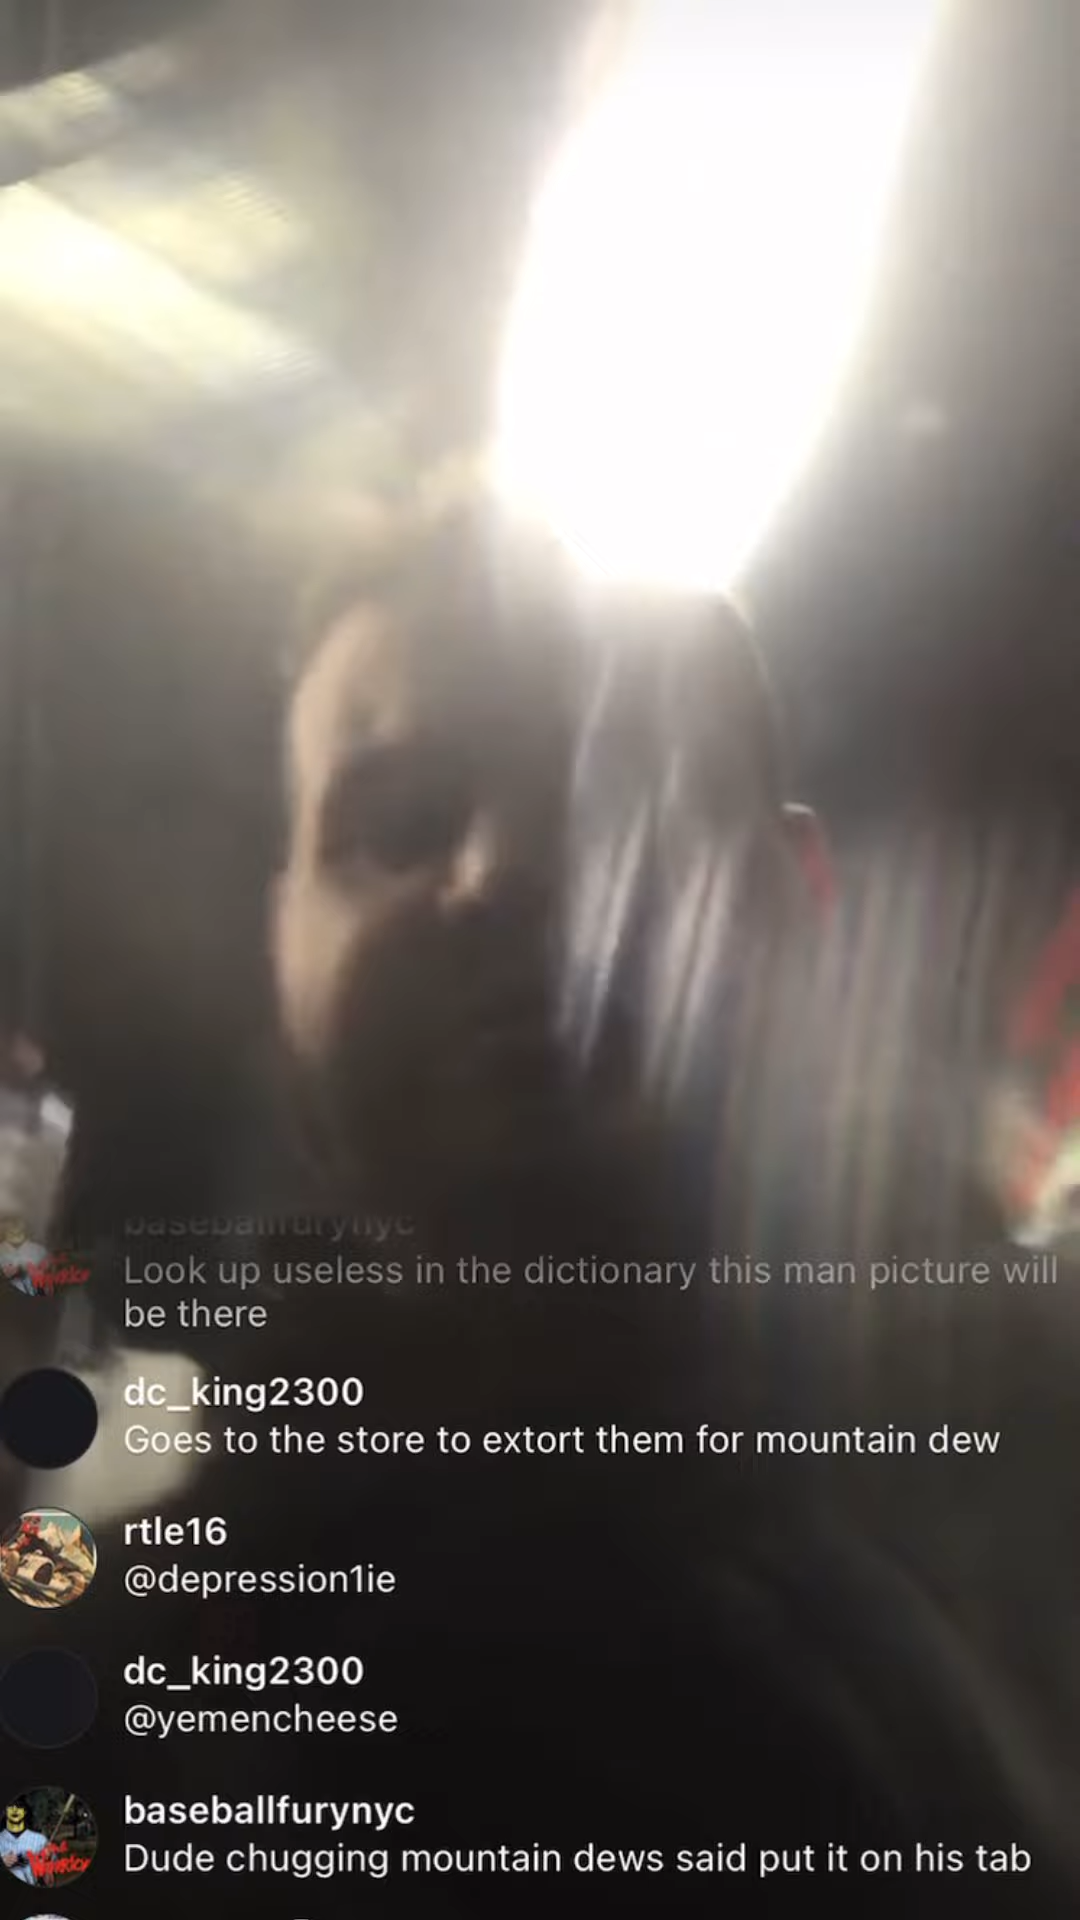 baseballfurynyc
Look up useless in the dictionary this man picture will
be there
dc_king2300
Goes to the store to extort them for mountain dew
rtle16
@depression1ie
dc_king2300
@yemencheese
baseballfurynyc
Dude chugging mountain dews said put it on his tab